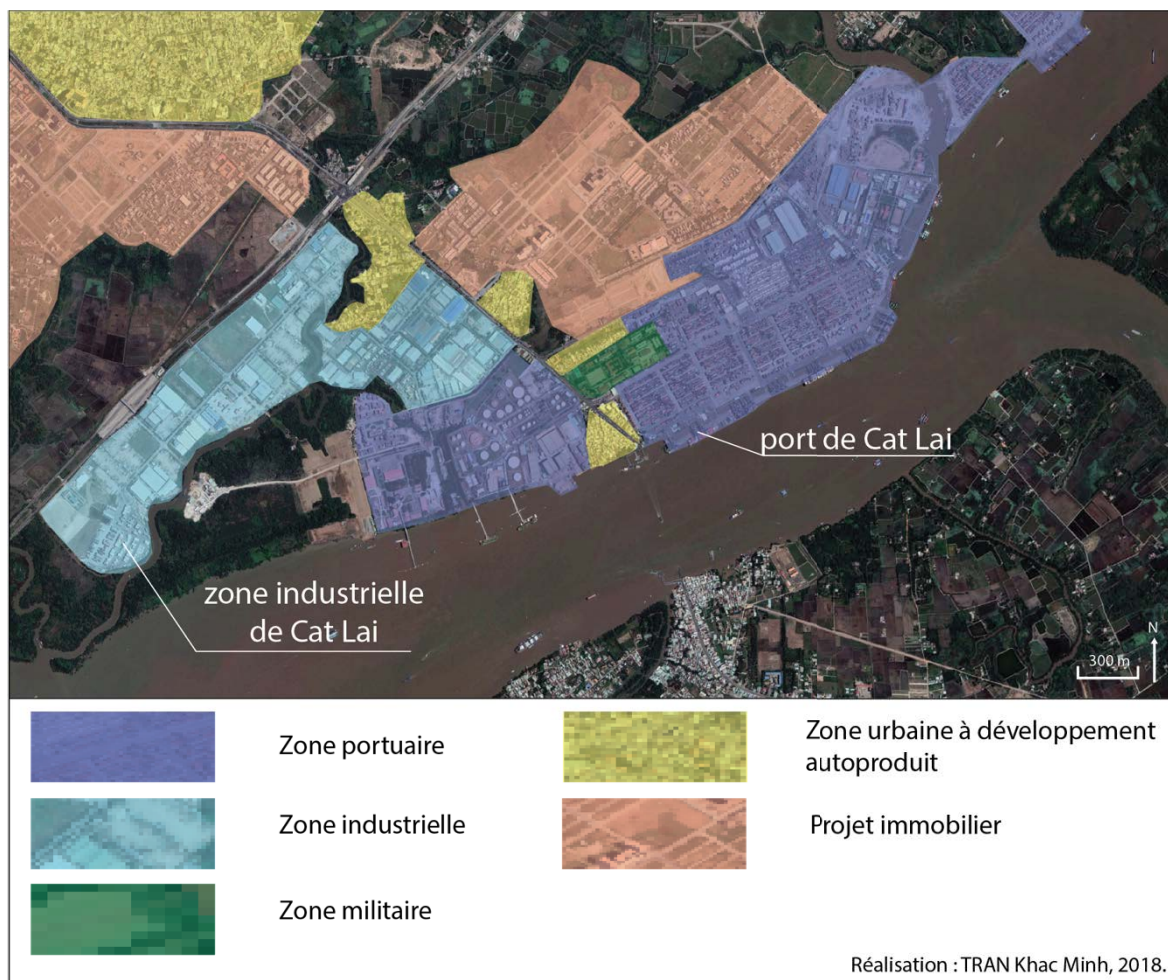 port de Cat Lai
zone industrielle
de Cat Lai
N
300 m
Zone portuaire
Zone urbaine à développement
autoproduit
Zone industrielle
Projet immobilier
Zone militaire
Réalisation : TRAN Khac Minh, 2018.